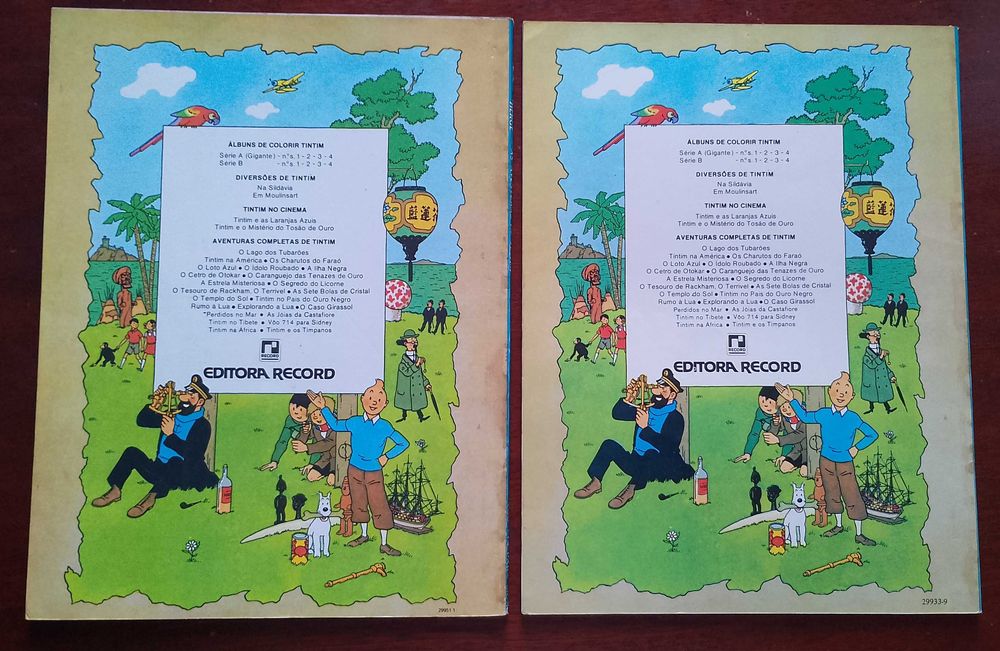 ÁLBUNS DE COLORIR TINTIM
Série A (Gigante) - nºs. 1 - 2 - 3 - 4
Série B - nºs. 1 - 2 - 3 - 4
DIVERSÕES DE TINTIM
Na Sildávia
Em Moulinsart
TINTIM NO CINEMA
Tintim e as Laranjas Azuis
Tintim e o Mistério do Tosão de Ouro
AVENTURAS COMPLETAS DE TINTIM
O Lago dos Tubarões
Tintim na América • Os Charutos do Faraó
O Loto Azul • O Ídolo Roubado • A Ilha Negra
O Cetro de Otokar • O Caranguejo das Tenazes de Ouro
A Estrela Misteriosa • O Segredo do Licorne
O Tesouro de Rackham, O Terrível • As Sete Bolas de Cristal
O Templo do Sol • Tintim no País do Ouro Negro
Rumo à Lua • Explorando a Lua • O Caso Girassol
Perdidos no Mar • As Jóias da Castafiore
Tintim no Tibete • Vôo 714 para Sidney
Tintim na África • Tintim e os Tímpanos
RECORD
EDITORA RECORD
29951 1
ÁLBUNS DE COLORIR TINTIM
Série A (Gigante) - nºs. 1 - 2 - 3 - 4
Série B - nºs. 1 - 2 - 3 - 4
DIVERSÕES DE TINTIM
Na Sildávia
Em Moulinsart
TINTIM NO CINEMA
Tintim e as Laranjas Azuis
Tintim e o Mistério do Tosão de Ouro
AVENTURAS COMPLETAS DE TINTIM
O Lago dos Tubarões
Tintim na América • Os Charutos do Faraó
O Loto Azul • O Ídolo Roubado • A Ilha Negra
O Cetro de Otokar • O Caranguejo das Tenazes de Ouro
A Estrela Misteriosa • O Segredo do Licorne
O Tesouro de Rackham, O Terrível • As Sete Bolas de Cristal
O Templo do Sol • Tintim no País do Ouro Negro
Rumo à Lua • Explorando a Lua • O Caso Girassol
Perdidos no Mar • As Jóias da Castafiore
Tintim no Tibete • Vôo 714 para Sidney
Tintim na África • Tintim e os Tímpanos
RECORD
EDITORA RECORD
29933-9